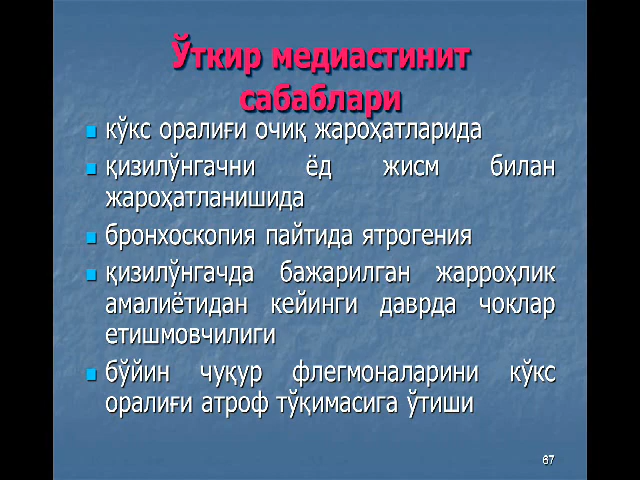 Ўткир медиастинит
сабаблари
кўкс оралиғи очиқ жароҳатларида
қизилўнгачни ёд жисм билан
жароҳатланишида
бронхоскопия пайтида ятрогения
қизилўнгачда бажарилган жарроҳлик
амалиётидан кейинги даврда чоклар
етишмовчилиги
бўйин чуқур флегмоналарини кўкс
оралиғи атроф тўқимасига ўтиши
67